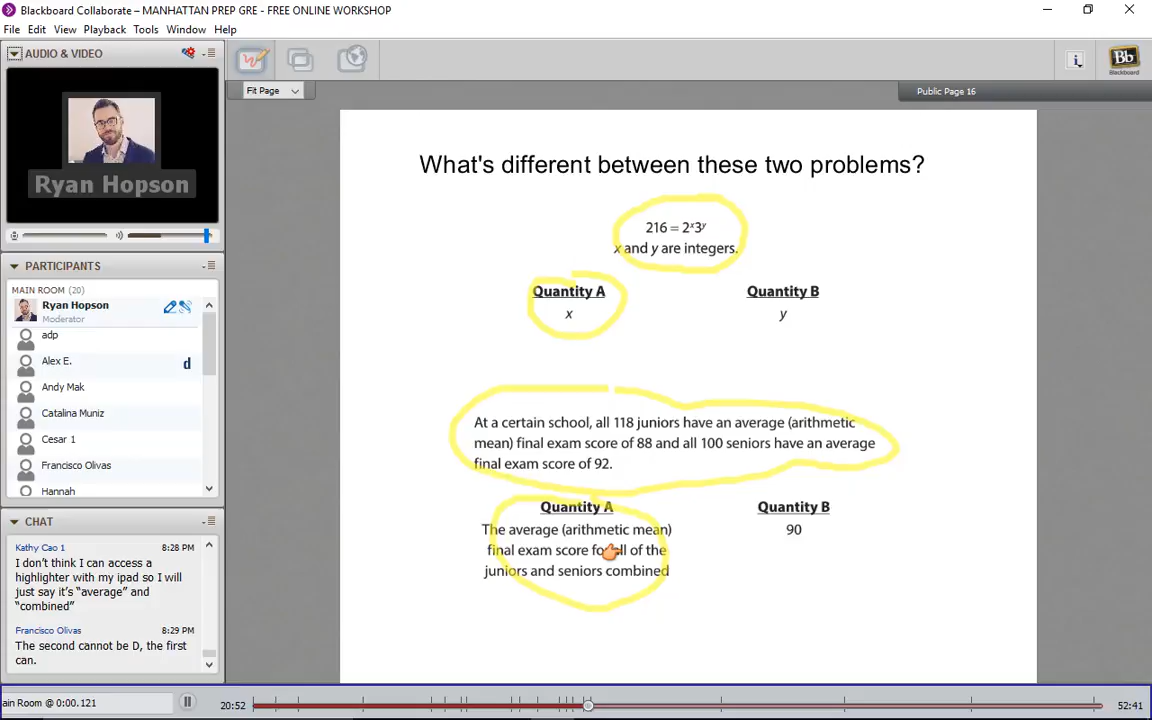 Blackboard Collaborate – MANHATTAN PREP GRE - FREE ONLINE WORKSHOP
File Edit View Playback Tools Window Help
AUDIO & VIDEO
Ryan Hopson
PARTICIPANTS
MAIN ROOM (20)
Ryan Hopson
Moderator
adp
Alex E.
d
Andy Mak
Catalina Muniz
Cesar 1
Francisco Olivas
Hannah
CHAT
Kathy Cao 1 8:28 PM
I don't think I can access a
highlighter with my ipad so I will
just say it's “average” and
“combined”
Francisco Olivas 8:29 PM
The second cannot be D, the first
can.
Fit Page
i
Bb
Blackboard
Public Page 16
What's different between these two problems?
216 = 2ˣ3ʸ
x and y are integers.
Quantity A Quantity B
x y
At a certain school, all 118 juniors have an average (arithmetic
mean) final exam score of 88 and all 100 seniors have an average
final exam score of 92.
Quantity A Quantity B
The average (arithmetic mean) 90
final exam score for all of the
juniors and seniors combined
ain Room @ 0:00.121
20:52
52:41